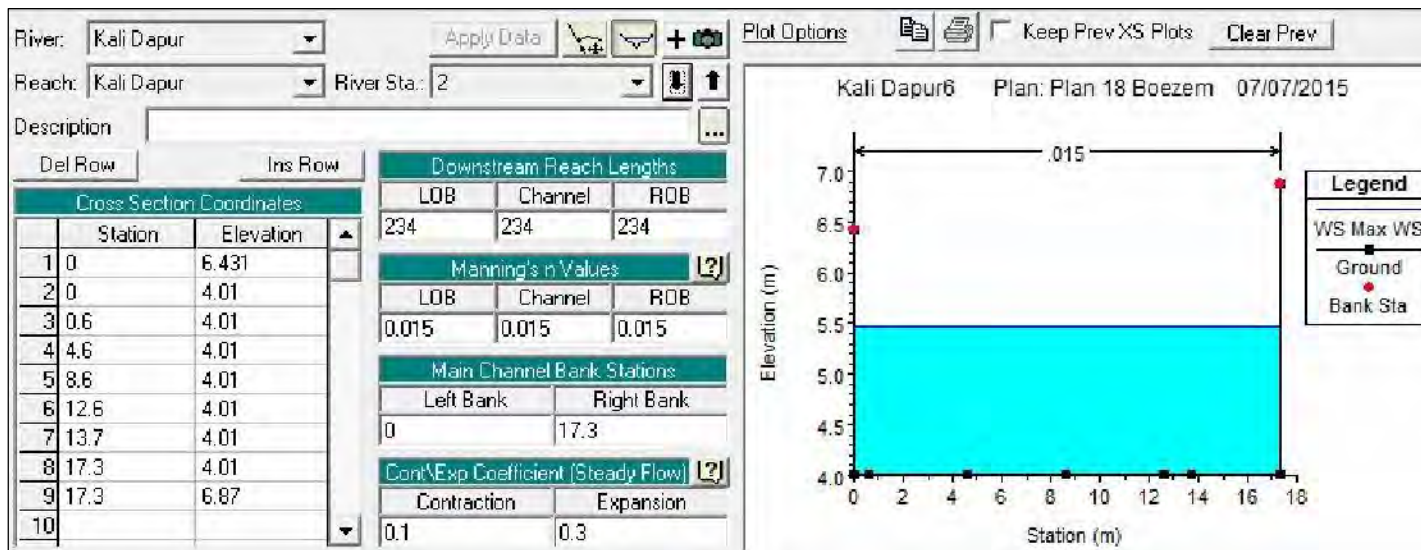 River: Kali Dapur Apply Data
Reach: Kali Dapur River Sta.: 2
Description ...
Del Row Ins Row
Cross Section Coordinates
Station Elevation
1 0 6.431
2 0 4.01
3 0.6 4.01
4 4.6 4.01
5 8.6 4.01
6 12.6 4.01
7 13.7 4.01
8 17.3 4.01
9 17.3 6.87
10
Downstream Reach Lengths
LOB Channel ROB
234 234 234
Manning's n Values ?
LOB Channel ROB
0.015 0.015 0.015
Main Channel Bank Stations
Left Bank Right Bank
0 17.3
Cont\Exp Coefficient (Steady Flow) ?
Contraction Expansion
0.1 0.3
Plot Options Keep Prev XS Plots Clear Prev
Kali Dapur6 Plan: Plan 18 Boezem 07/07/2015
.015
7.0
6.5
6.0
5.5
5.0
4.5
4.0
Elevation (m)
0 2 4 6 8 10 12 14 16 18
Station (m)
Legend
WS Max WS
Ground
Bank Sta